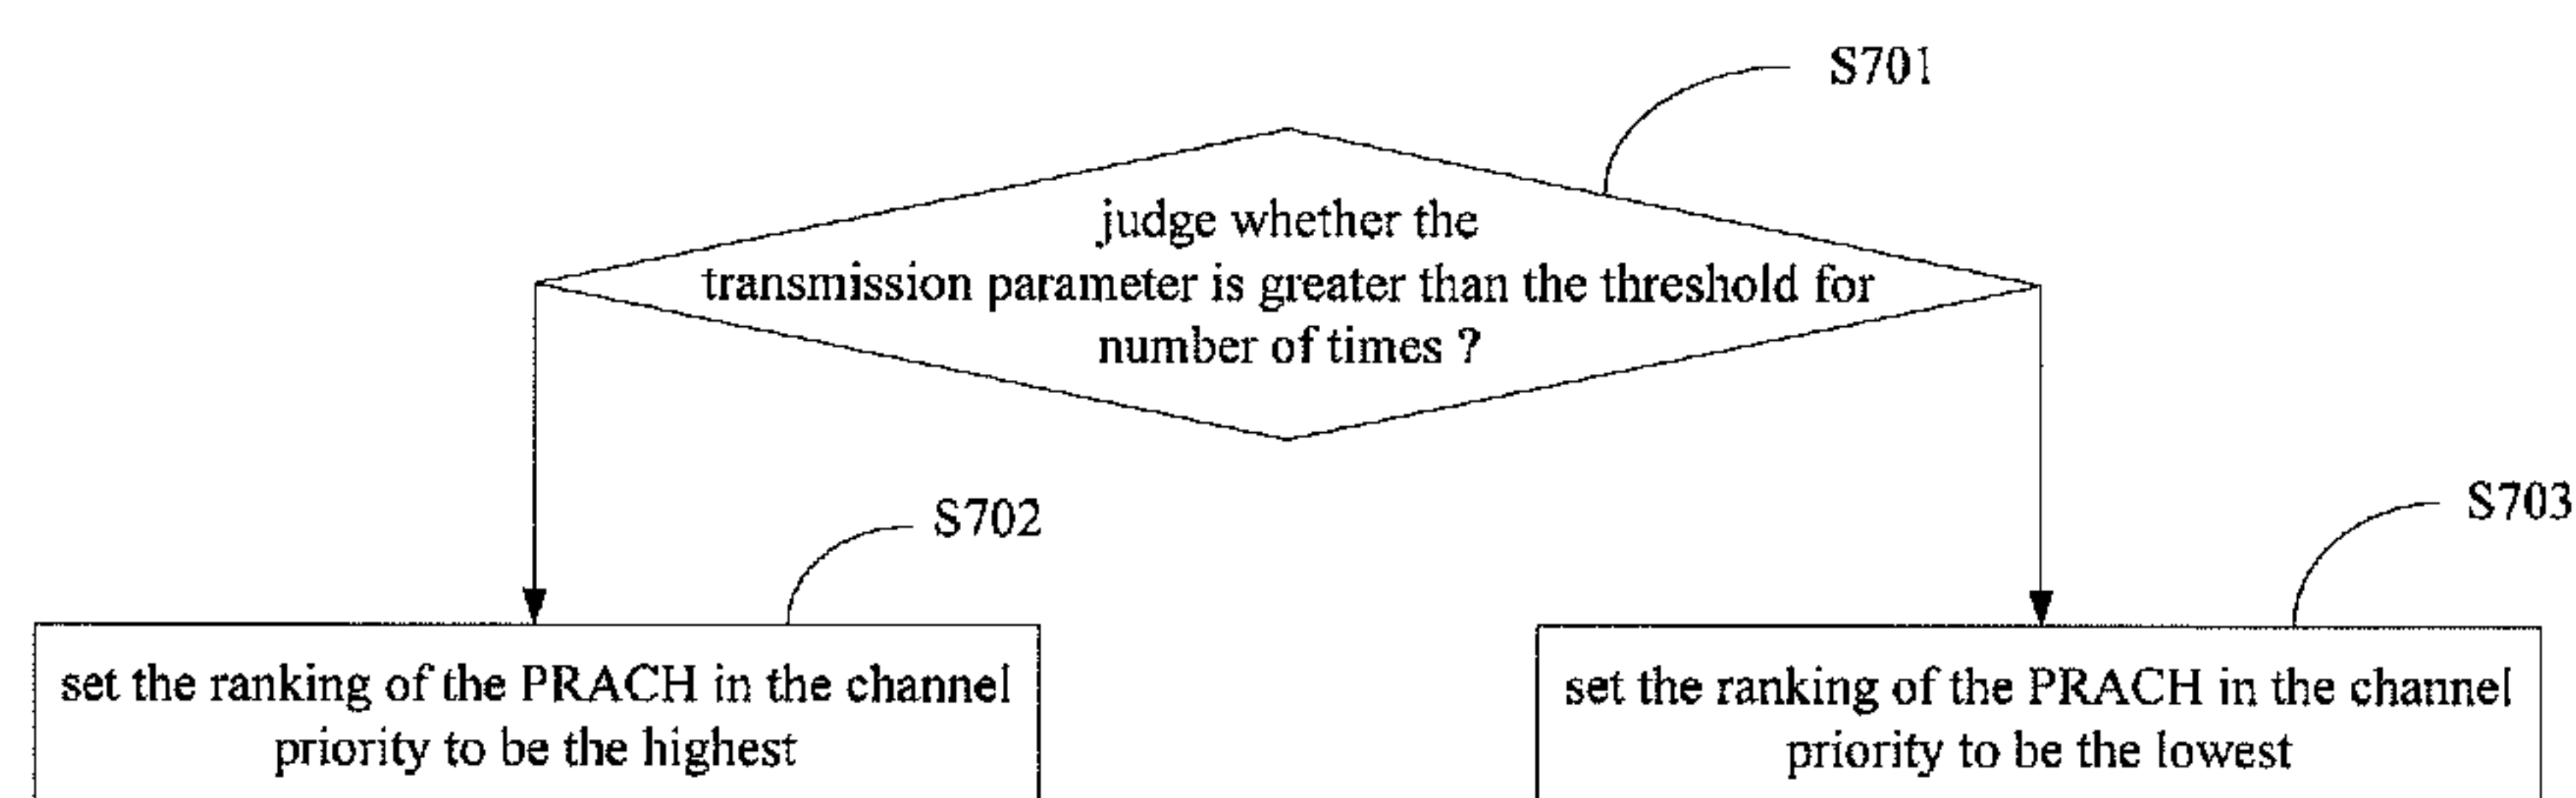 S701
judge whether the
transmission parameter is greater than the threshold for
number of times ?
S702
S703
set the ranking of the PRACH in the channel
priority to be the highest
set the ranking of the PRACH in the channel
priority to be the lowest